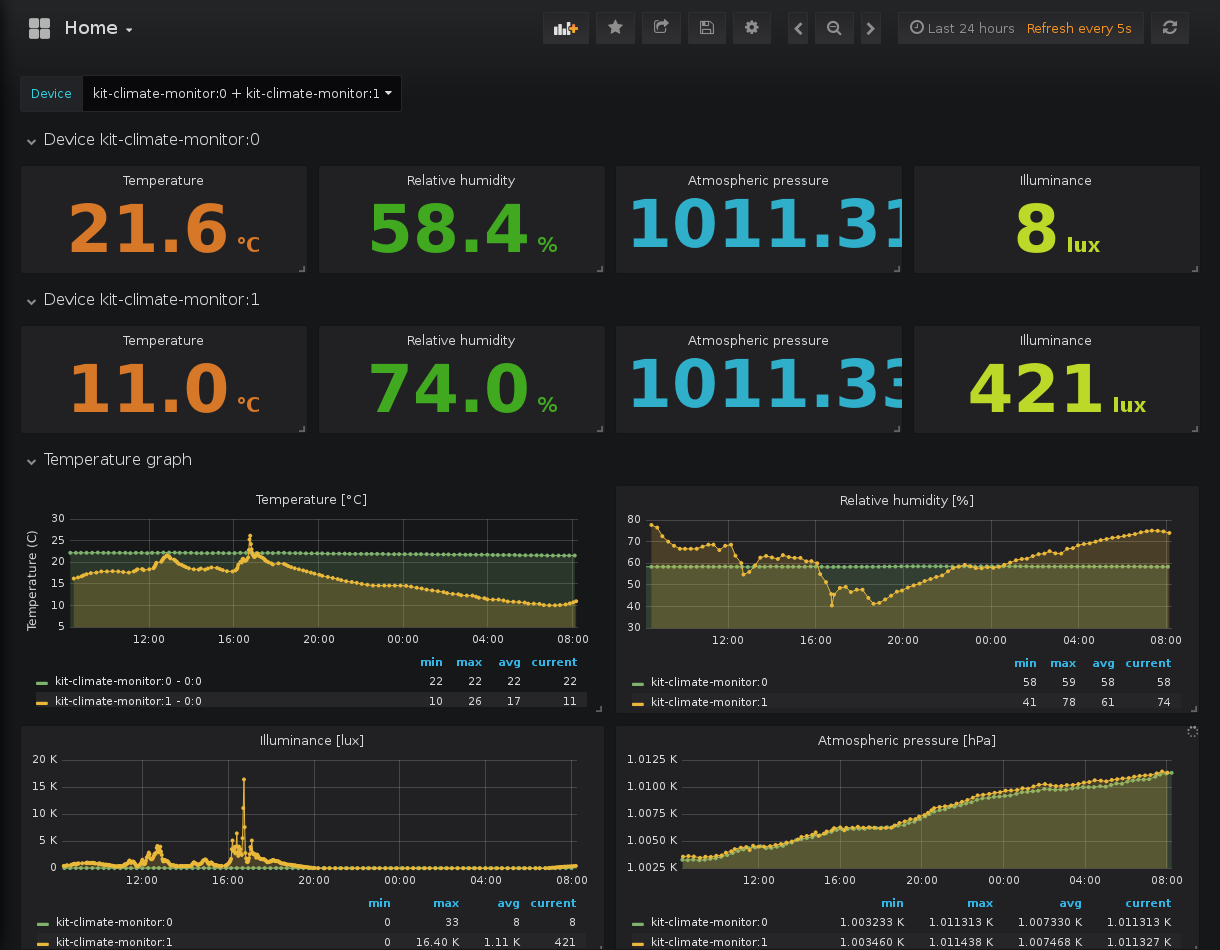 Home
Last 24 hours Refresh every 5s
Device kit-climate-monitor:0 + kit-climate-monitor:1
Device kit-climate-monitor:0
Temperature Relative humidity Atmospheric pressure Illuminance
21.6 °C 58.4 % 1011.31 8 lux
Device kit-climate-monitor:1
Temperature Relative humidity Atmospheric pressure Illuminance
11.0 °C 74.0 % 1011.33 421 lux
Temperature graph
Temperature [°C]
Temperature (C)
30
25
20
15
10
5
12:00 16:00 20:00 00:00 04:00 08:00
min max avg current
kit-climate-monitor:0 - 0:0 22 22 22 22
kit-climate-monitor:1 - 0:0 10 26 17 11
Relative humidity [%]
80
70
60
50
40
30
12:00 16:00 20:00 00:00 04:00 08:00
min max avg current
kit-climate-monitor:0 58 59 58 58
kit-climate-monitor:1 41 78 61 74
Illuminance [lux]
20 K
15 K
10 K
5 K
0
12:00 16:00 20:00 00:00 04:00 08:00
min max avg current
kit-climate-monitor:0 0 33 8 8
kit-climate-monitor:1 0 16.40 K 1.11 K 421
Atmospheric pressure [hPa]
1.0125 K
1.0100 K
1.0075 K
1.0050 K
1.0025 K
12:00 16:00 20:00 00:00 04:00 08:00
min max avg current
kit-climate-monitor:0 1.003233 K 1.011313 K 1.007330 K 1.011313 K
kit-climate-monitor:1 1.003460 K 1.011438 K 1.007468 K 1.011327 K